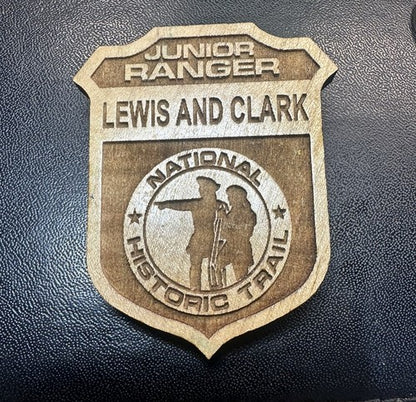 JUNIOR
RANGER
LEWIS AND CLARK
NATIONAL
HISTORIC TRAIL